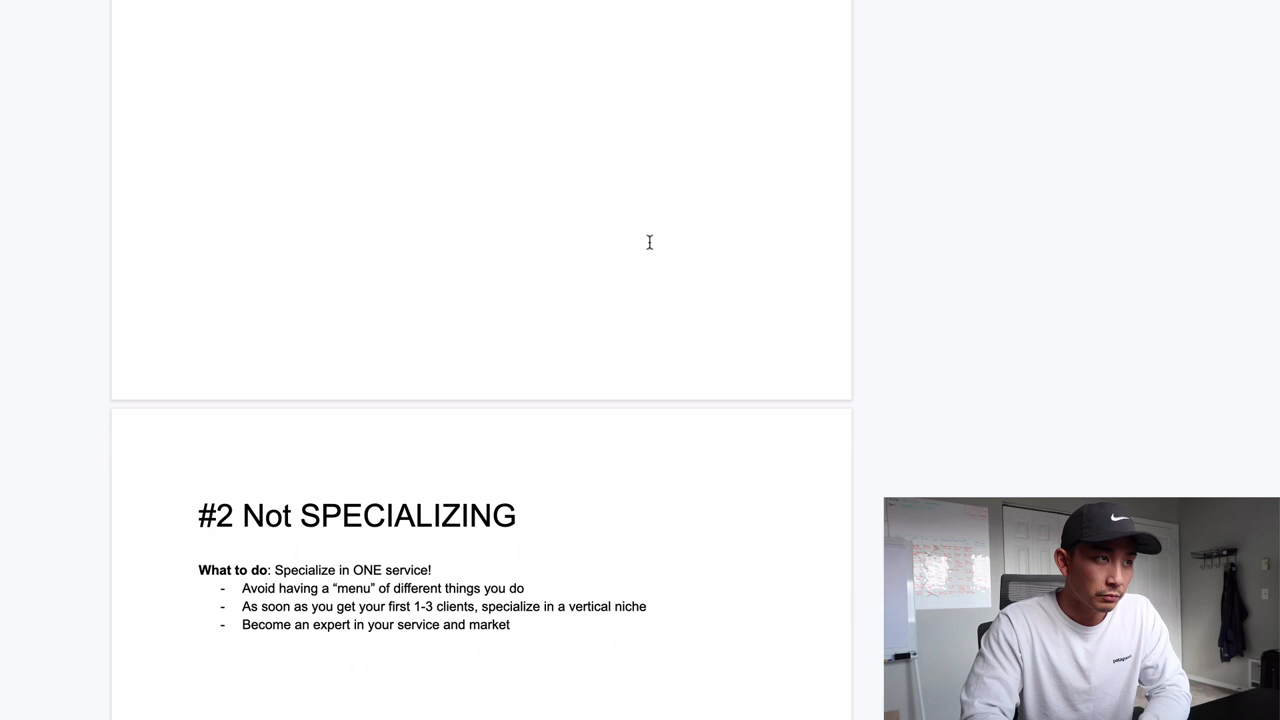 #2 Not SPECIALIZING
What to do: Specialize in ONE service!
- Avoid having a “menu” of different things you do
- As soon as you get your first 1-3 clients, specialize in a vertical niche
- Become an expert in your service and market
patagonia